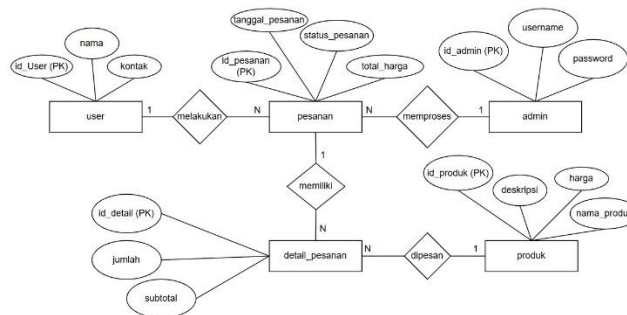 tanggal_pesanan
nama
status_pesanan
username
id_User (PK)
kontak
id_pesanan
(PK)
total_harga
id_admin (PK)
password
user
1
melakukan
N
pesanan
N
memproses
1
admin
1
memiliki
N
id_produk (PK)
deskripsi
harga
nama_produk
id_detail (PK)
jumlah
subtotal
detail_pesanan
N
dipesan
1
produk